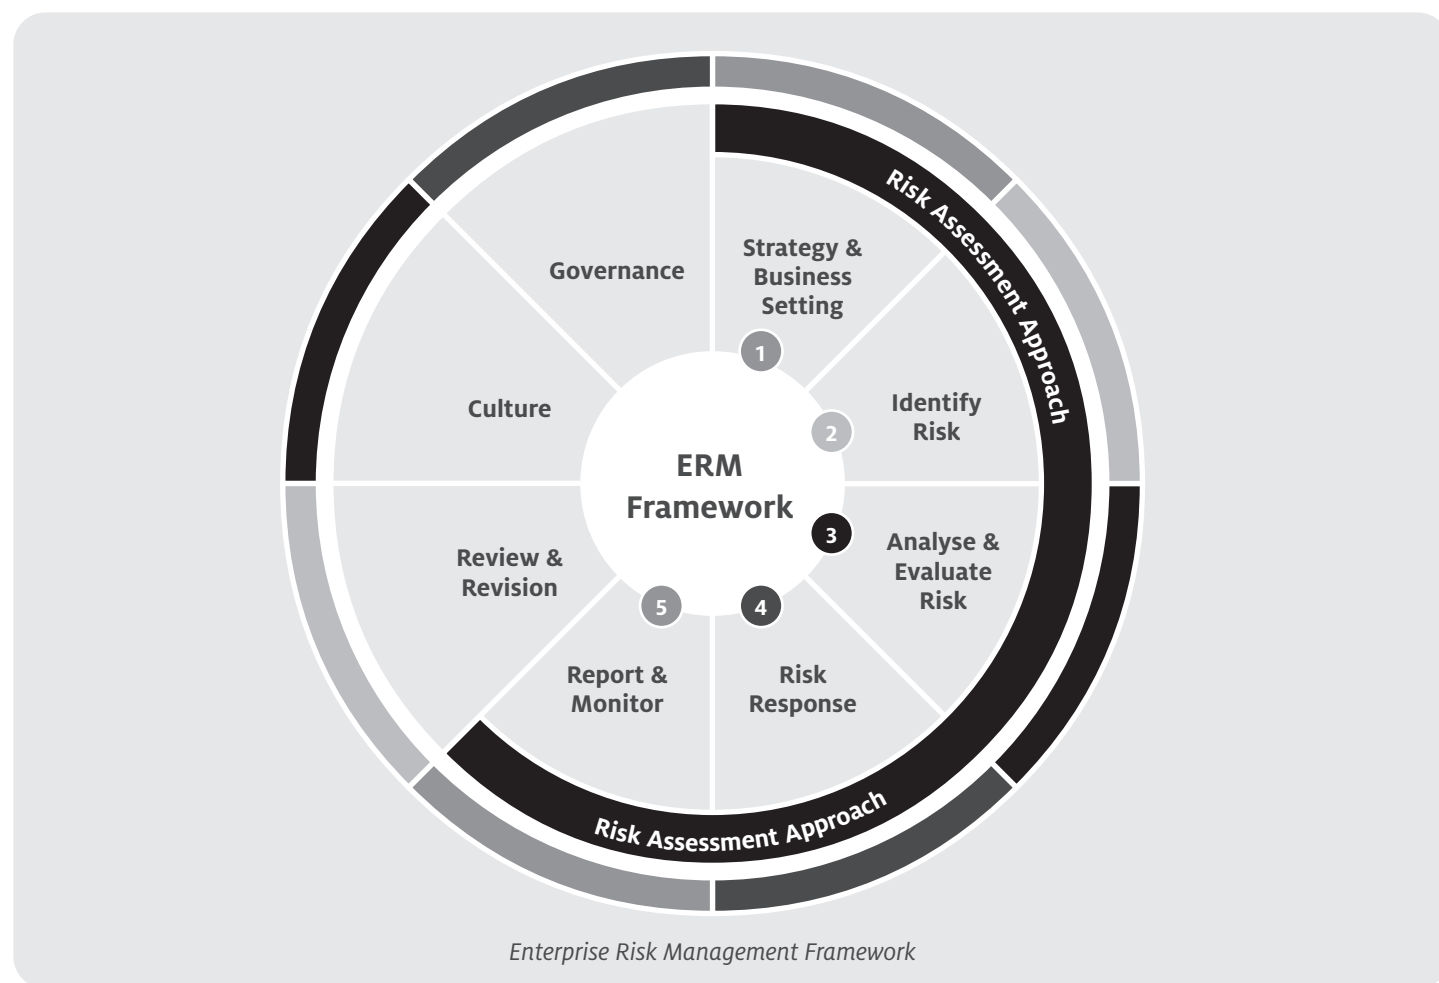 Risk Assessment Approach
Governance
Strategy &
Business
Setting
1
Culture
Identify
Risk
2
ERM
Framework
3
Analyse &
Evaluate
Risk
Review &
Revision
5
4
Report &
Monitor
Risk
Response
Risk Assessment Approach
Enterprise Risk Management Framework